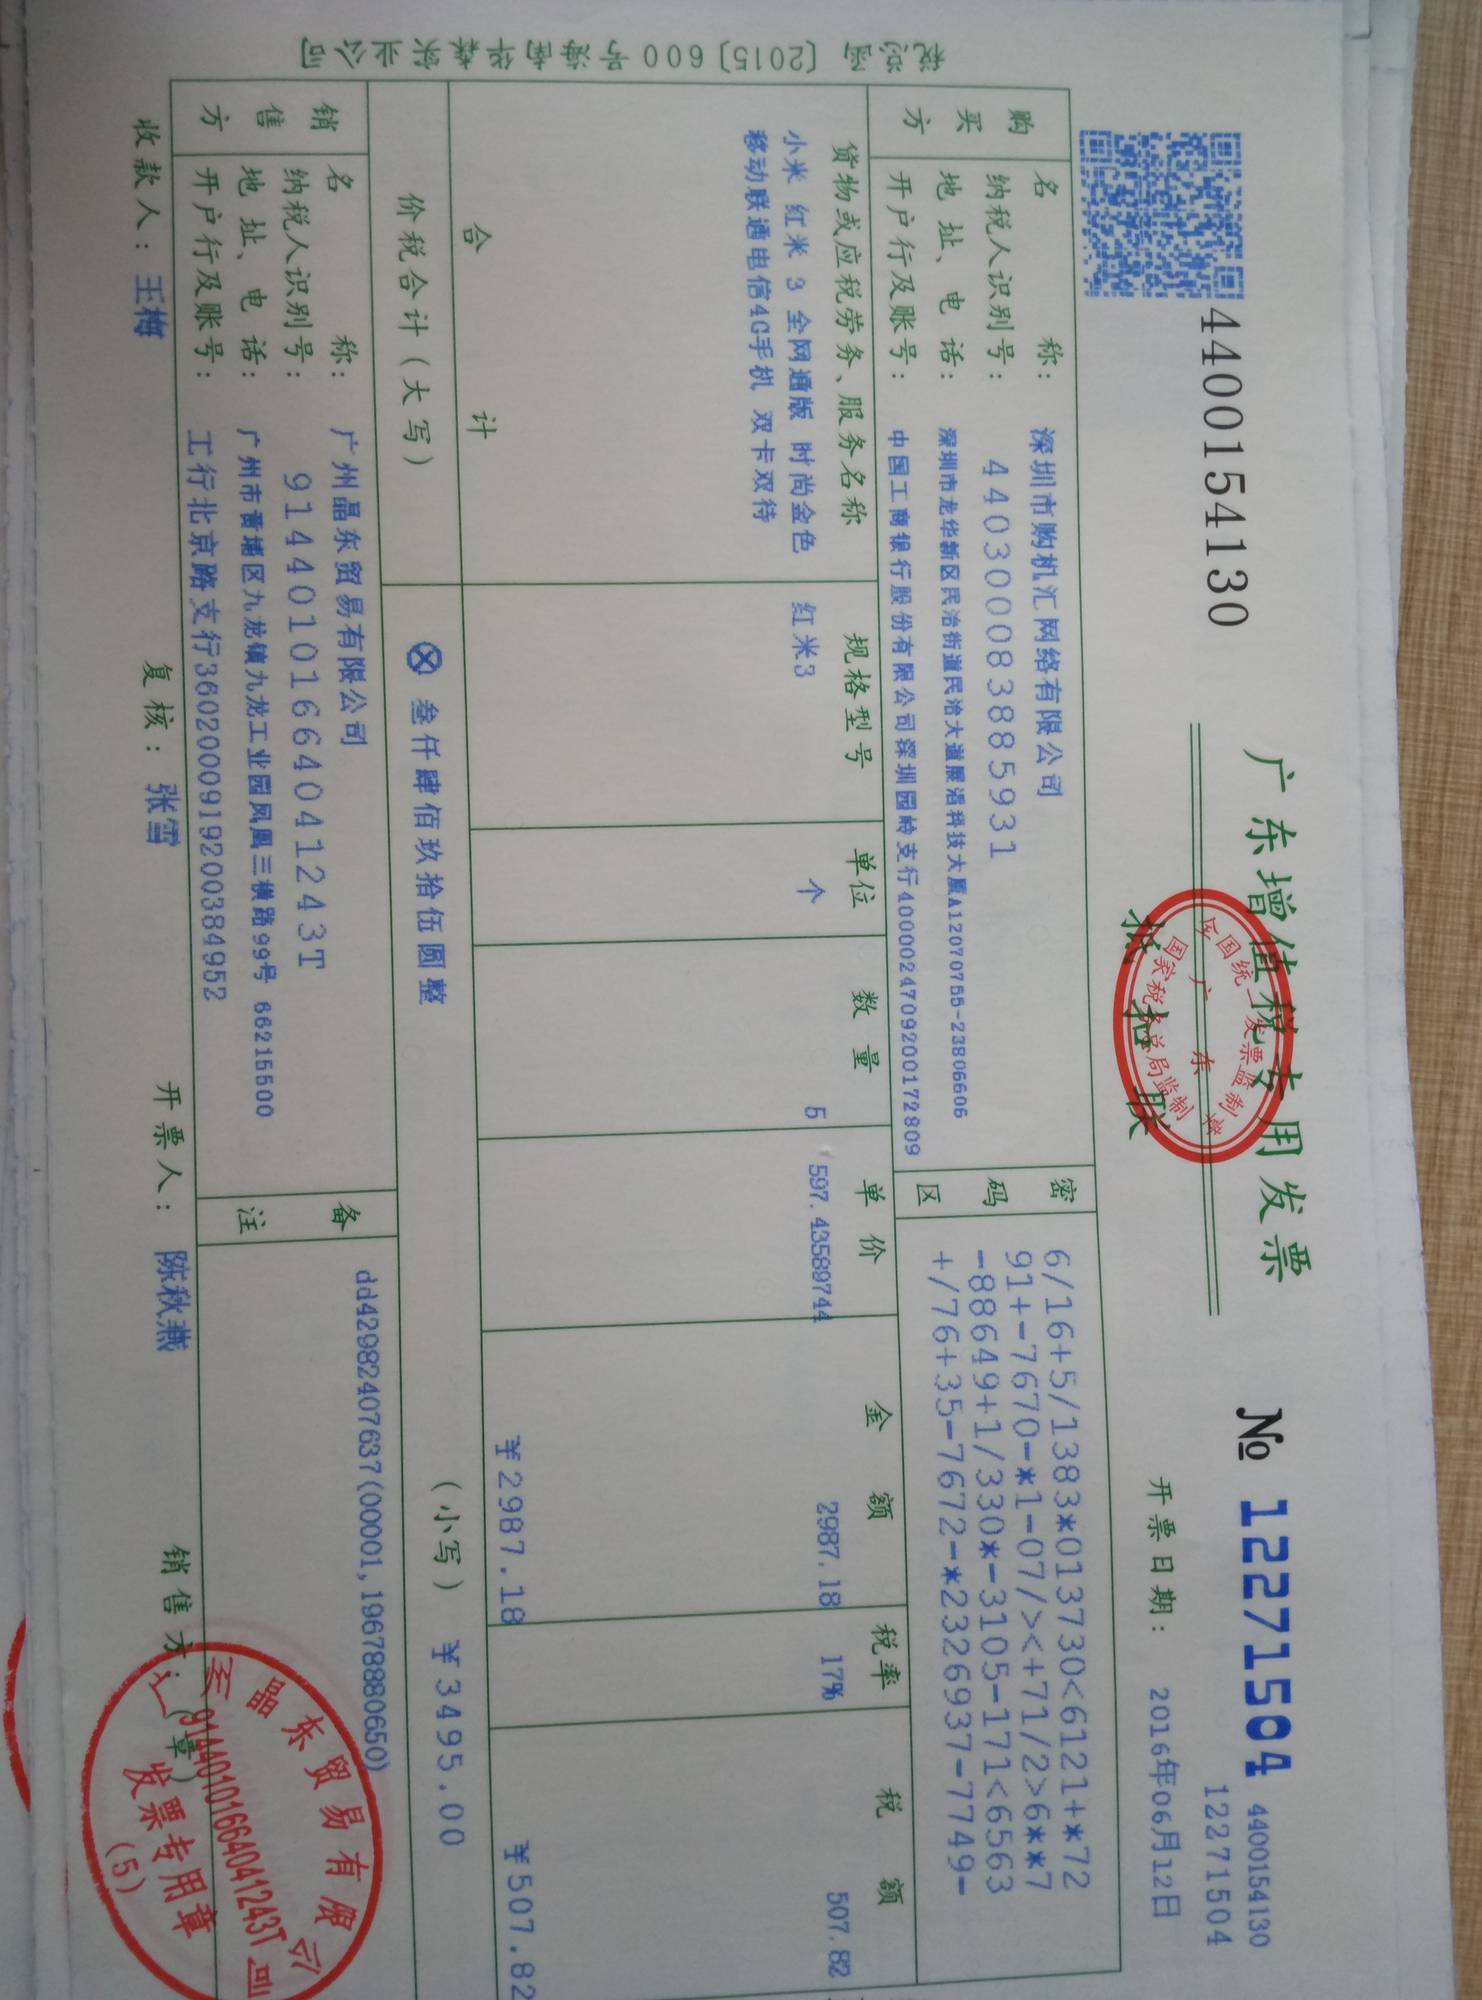 4400154130
广东增值税专用发票
№ 12271504
4400154130
12271504
抵扣联
全国统一发票监制章
广东
国家税务总局监制
开票日期: 2016年06月12日
购买方
名称: 深圳市购机汇网络有限公司
纳税人识别号: 440300083885931
地址、电话: 深圳市龙华新区民治街道民治大道展滔科技大厦A12070755-23806606
开户行及账号: 中国工商银行股份有限公司深圳园岭支行4000024709200172809
密码区
6/16+5/1383*013730<6121+*72
91+-7670-*1-07/><+71/2>6**7
-88649+1/330*-3105-171<6563
+/76+35-7672-*2326937-7749-
货物或应税劳务、服务名称 规格型号 单位 数量 单价 金额 税率 税额
小米 红米 3 全网通版 时尚金色 红米3 个 5 597.43589744 2987.18 17% 507.82
移动联通电信4G手机 双卡双待
合计 ¥2987.18 ¥507.82
价税合计(大写) ⊗叁仟肆佰玖拾伍圆整 (小写) ¥3495.00
销售方
名称: 广州晶东贸易有限公司
纳税人识别号: 91440101664041243T
地址、电话: 广州市黄埔区九龙镇九龙工业园凤凰三横路99号 66215500
开户行及账号: 工行北京路支行3602000919200384952
备注
dd42982407637(00001,19678880650)
收款人: 王梅 复核: 张雪 开票人: 陈秋燕 销售方:(章)
晶东贸易有限公司
91440101664041243T
发票专用章
(5)
〔2015〕600号海南华森实业公司